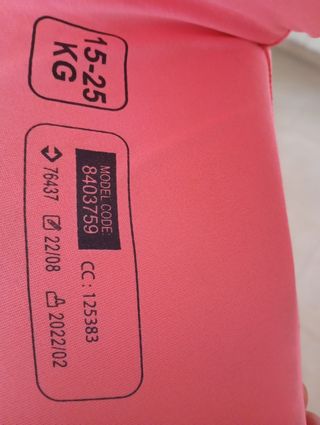 15-25
KG
MODEL CODE:
8403759
CC : 125383
76437 22/08 2022/02